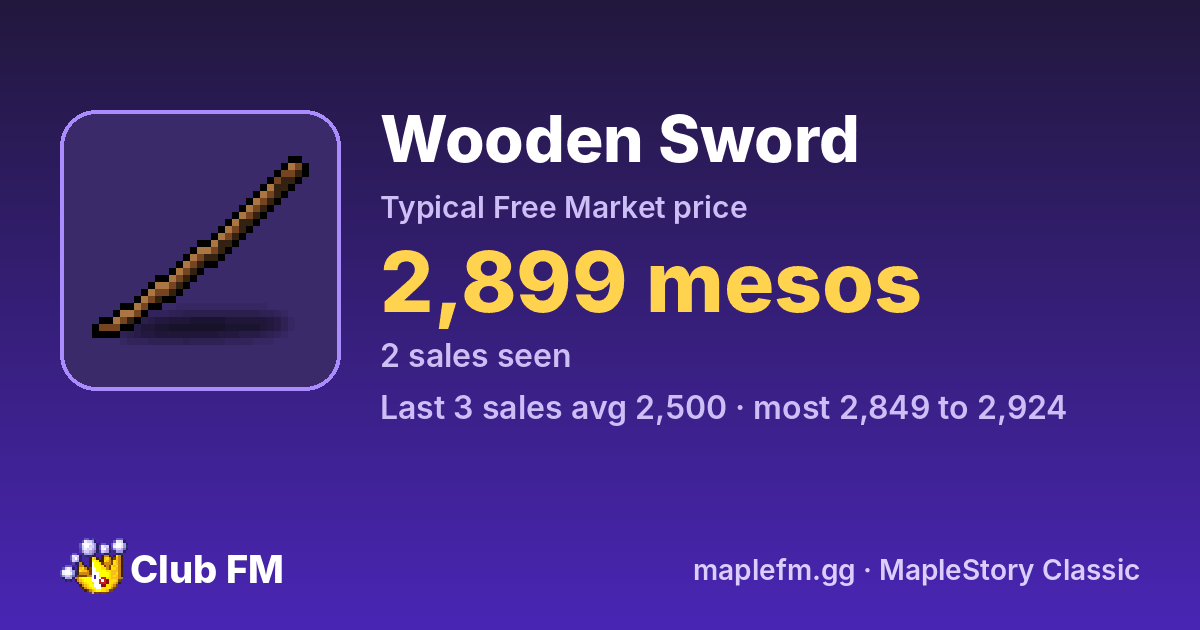 Wooden Sword
Typical Free Market price
2,899 mesos
2 sales seen
Last 3 sales avg 2,500 · most 2,849 to 2,924
Club FM
maplefm.gg · MapleStory Classic